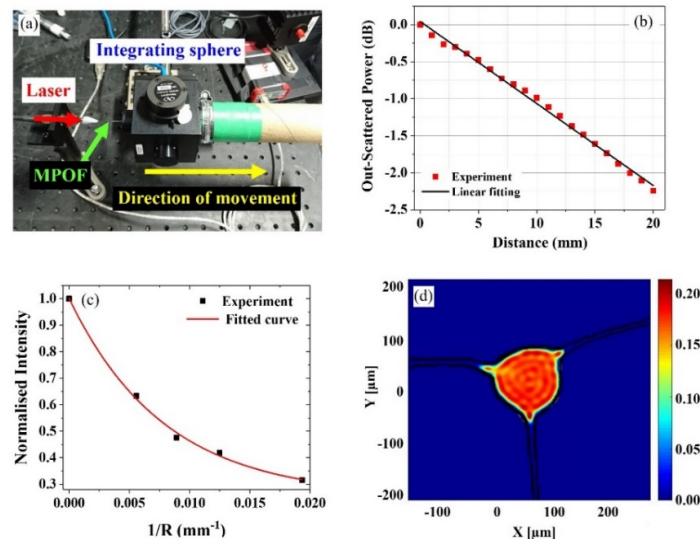 (a)
Integrating sphere
Laser
MPOF
Direction of movement
(b)
Out-Scattered Power (dB)
0.0
-0.5
-1.0
-1.5
-2.0
-2.5
Experiment
Linear fitting
0 5 10 15 20
Distance (mm)
(c)
Normalised Intensity
1.0
0.9
0.8
0.7
0.6
0.5
0.4
0.3
Experiment
Fitted curve
0.000 0.005 0.010 0.015 0.020
1/R (mm⁻¹)
(d)
Y [µm]
200
100
0
-100
-200
-100 0 100 200
X [µm]
0.20
0.15
0.10
0.05
0.00